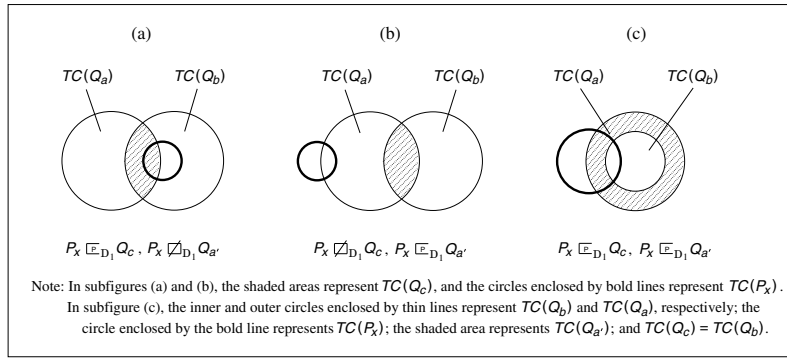 (a) (b) (c)
TC(Qa) TC(Qb) TC(Qa) TC(Qb) TC(Qa) TC(Qb)
Px P D1 Qc , Px D1 Qa′ Px D1 Qc , Px P D1 Qa′ Px P D1 Qc , Px P D1 Qa′
Note: In subfigures (a) and (b), the shaded areas represent TC(Qc), and the circles enclosed by bold lines represent TC(Px) .
In subfigure (c), the inner and outer circles enclosed by thin lines represent TC(Qb) and TC(Qa), respectively; the
circle enclosed by the bold line represents TC(Px); the shaded area represents TC(Qa′); and TC(Qc) = TC(Qb).